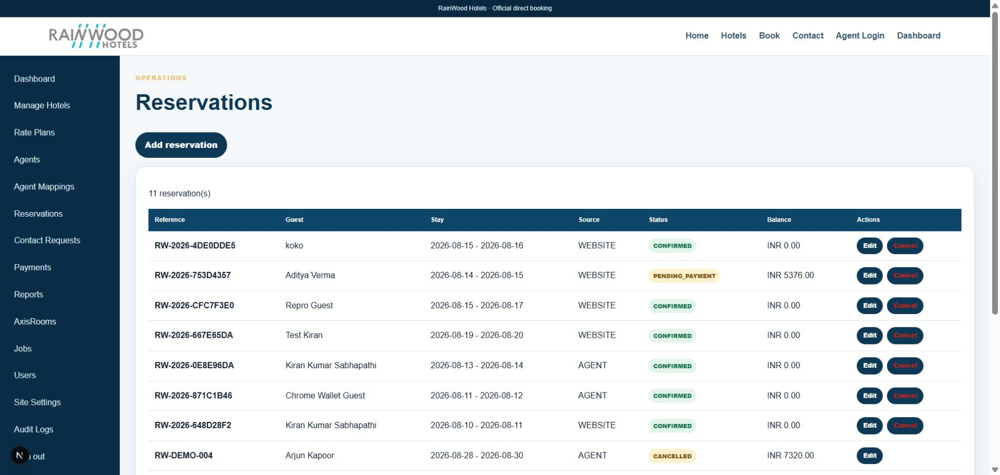 RainWood Hotels · Official direct booking
RAINWOOD
HOTELS
Home Hotels Book Contact Agent Login Dashboard
Dashboard
Manage Hotels
Rate Plans
Agents
Agent Mappings
Reservations
Contact Requests
Payments
Reports
AxisRooms
Jobs
Users
Site Settings
Audit Logs
N
out
OPERATIONS
Reservations
Add reservation
11 reservation(s)
Reference Guest Stay Source Status Balance Actions
RW-2026-4DE0DDE5 koko 2026-08-15 - 2026-08-16 WEBSITE CONFIRMED INR 0.00 Edit Cancel
RW-2026-753D4357 Aditya Verma 2026-08-14 - 2026-08-15 WEBSITE PENDING_PAYMENT INR 5376.00 Edit Cancel
RW-2026-CFC7F3E0 Repro Guest 2026-08-15 - 2026-08-17 WEBSITE CONFIRMED INR 0.00 Edit Cancel
RW-2026-667E65DA Test Kiran 2026-08-19 - 2026-08-20 WEBSITE CONFIRMED INR 0.00 Edit Cancel
RW-2026-0E8E96DA Kiran Kumar Sabhapathi 2026-08-13 - 2026-08-14 AGENT CONFIRMED INR 0.00 Edit Cancel
RW-2026-871C1B46 Chrome Wallet Guest 2026-08-11 - 2026-08-12 AGENT CONFIRMED INR 0.00 Edit Cancel
RW-2026-648D28F2 Kiran Kumar Sabhapathi 2026-08-10 - 2026-08-11 WEBSITE CONFIRMED INR 0.00 Edit Cancel
RW-DEMO-004 Arjun Kapoor 2026-08-28 - 2026-08-30 AGENT CANCELLED INR 7320.00 Edit